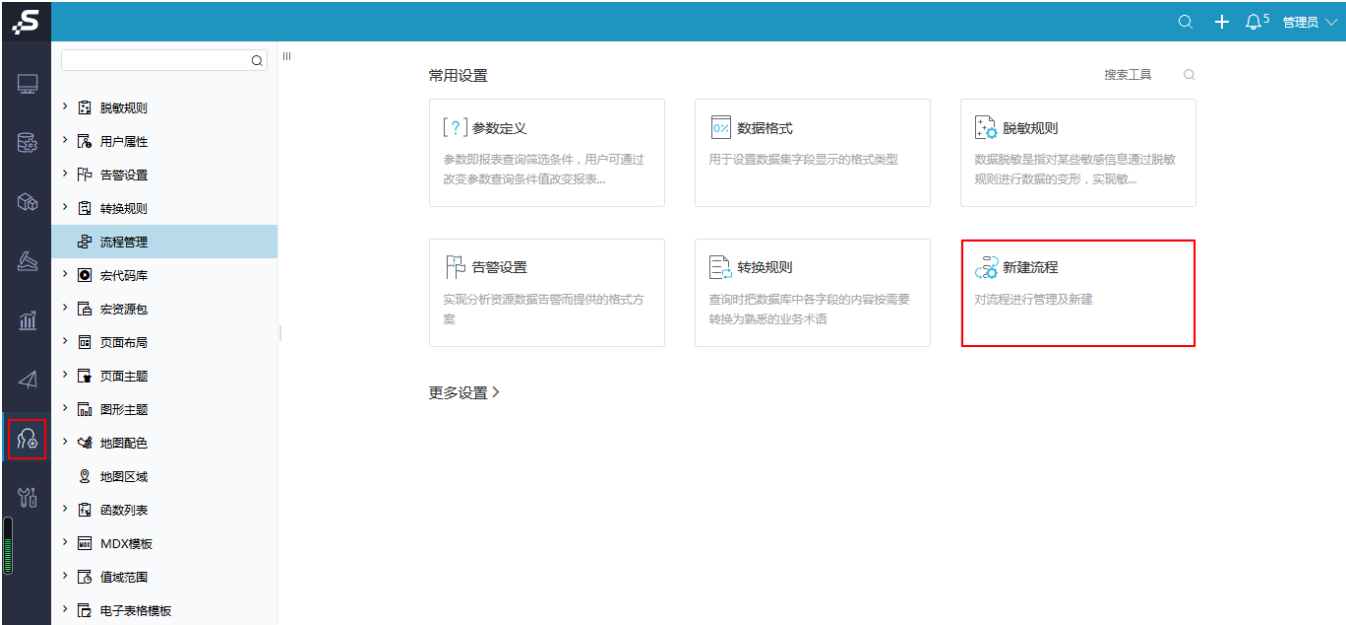 5 管理员
脱敏规则
用户属性
告警设置
转换规则
流程管理
宏代码库
宏资源包
页面布局
页面主题
图形主题
地图配色
地图区域
函数列表
MDX模板
值域范围
电子表格模板
常用设置
搜索工具
[?] 参数定义
参数即报表查询筛选条件，用户可通过
改变参数查询条件值改变报表...
0% 数据格式
用于设置数据集字段显示的格式类型
脱敏规则
数据脱敏是指对某些敏感信息通过脱敏
规则进行数据的变形，实现敏...
告警设置
实现分析资源数据告警而提供的格式方
案
转换规则
查询时把数据库中各字段的内容按需要
转换为熟悉的业务术语
新建流程
对流程进行管理及新建
更多设置